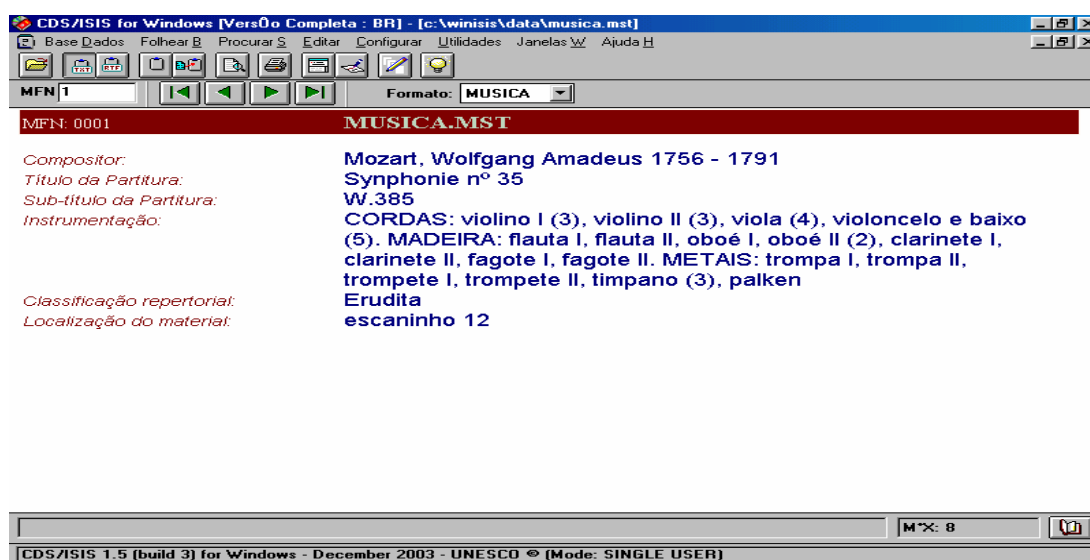 CDS/ISIS for Windows [VersÛo Completa : BR] - [c:\winisis\data\musica.mst]
Base Dados Folhear B Procurar S Editar Configurar Utilidades Janelas W Ajuda H
TXT RTF
MFN 1 Formato: MUSICA
MFN: 0001 MUSICA.MST
Compositor: Mozart, Wolfgang Amadeus 1756 - 1791
Título da Partitura: Synphonie nº 35
Sub-título da Partitura: W.385
Instrumentação: CORDAS: violino I (3), violino II (3), viola (4), violoncelo e baixo
(5). MADEIRA: flauta I, flauta II, oboé I, oboé II (2), clarinete I,
clarinete II, fagote I, fagote II. METAIS: trompa I, trompa II,
trompete I, trompete II, timpano (3), palken
Classificação repertorial: Erudita
Localização do material: escaninho 12
M*X: 8
CDS/ISIS 1.5 (build 3) for Windows - December 2003 - UNESCO © (Mode: SINGLE USER)